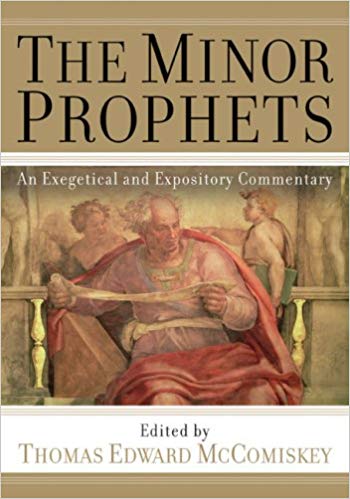 THE MINOR
PROPHETS
An Exegetical and Expository Commentary
Edited by
THOMAS EDWARD MCCOMISKEY